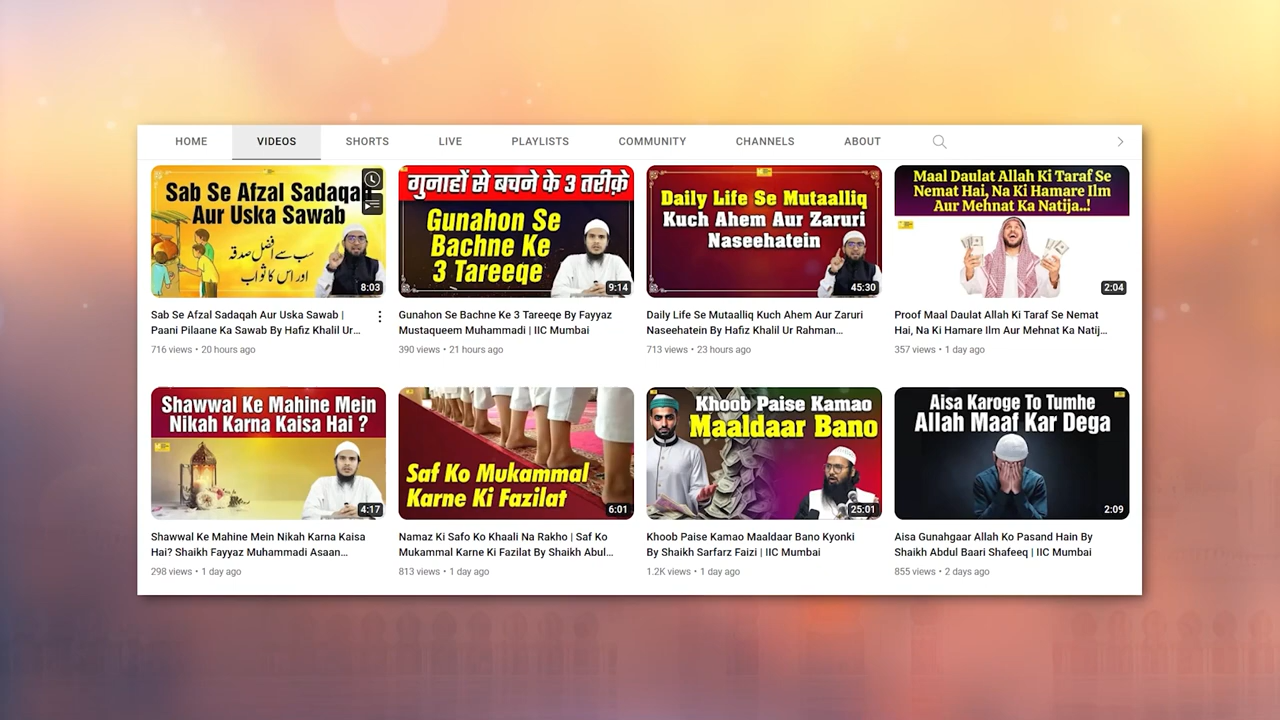 HOME VIDEOS SHORTS LIVE PLAYLISTS COMMUNITY CHANNELS ABOUT
Sab Se Afzal Sadaqah
Aur Uska Sawab
سب سے افضل صدقہ
اور اس کا ثواب
8:03
Sab Se Afzal Sadaqah Aur Uska Sawab |
Paani Pilaane Ka Sawab By Hafiz Khalil Ur...
716 views • 20 hours ago
गुनाहों से बचने के 3 तरीक़े
Gunahon Se
Bachne Ke
3 Tareeqe
9:14
Gunahon Se Bachne Ke 3 Tareeqe By Fayyaz
Mustaqueem Muhammadi | IIC Mumbai
390 views • 21 hours ago
Daily Life Se Mutaalliq
Kuch Ahem Aur Zaruri
Naseehatein
45:30
Daily Life Se Mutaalliq Kuch Ahem Aur Zaruri
Naseehatein By Hafiz Khalil Ur Rahman...
713 views • 23 hours ago
Maal Daulat Allah Ki Taraf Se
Nemat Hai, Na Ki Hamare Ilm
Aur Mehnat Ka Natija..!
2:04
Proof Maal Daulat Allah Ki Taraf Se Nemat
Hai, Na Ki Hamare Ilm Aur Mehnat Ka Natij...
357 views • 1 day ago
Shawwal Ke Mahine Mein
Nikah Karna Kaisa Hai ?
4:17
Shawwal Ke Mahine Mein Nikah Karna Kaisa
Hai? Shaikh Fayyaz Muhammadi Asaan...
298 views • 1 day ago
Saf Ko Mukammal
Karne Ki Fazilat
6:01
Namaz Ki Safo Ko Khaali Na Rakho | Saf Ko
Mukammal Karne Ki Fazilat By Shaikh Abul...
813 views • 1 day ago
Khoob Paise Kamao
Maaldaar Bano
25:01
Khoob Paise Kamao Maaldaar Bano Kyonki
By Shaikh Sarfarz Faizi | IIC Mumbai
1.2K views • 1 day ago
Aisa Karoge To Tumhe
Allah Maaf Kar Dega
2:09
Aisa Gunahgaar Allah Ko Pasand Hain By
Shaikh Abdul Baari Shafeeq | IIC Mumbai
855 views • 2 days ago